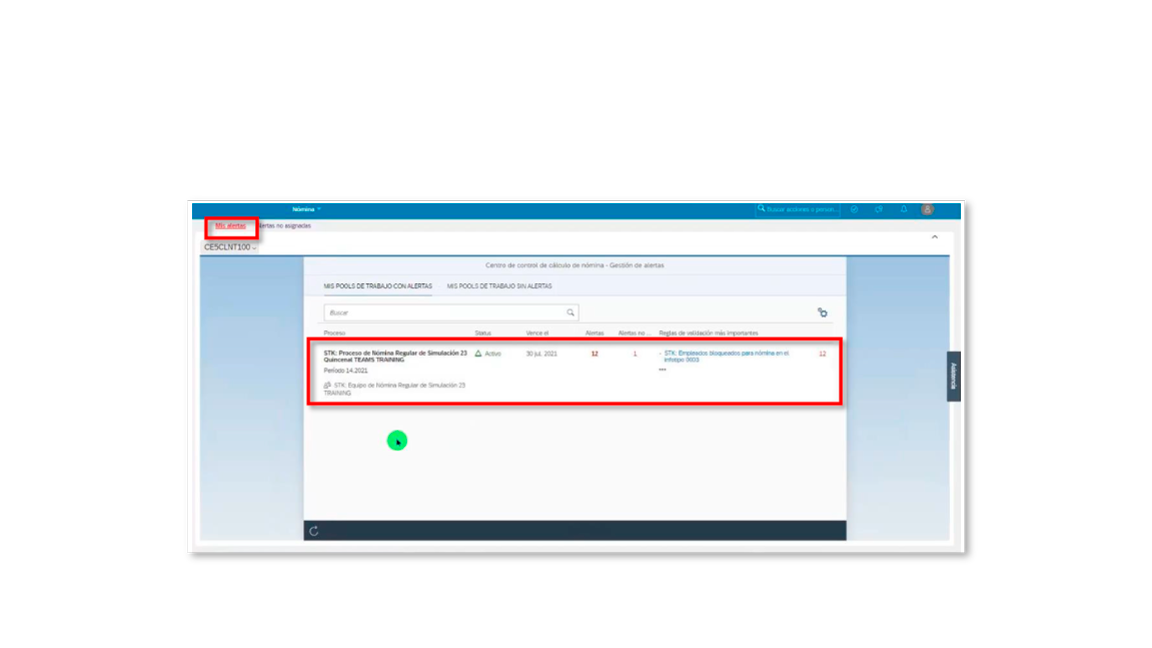 Nómina
Buscar acciones o person...
Mis alertas
lertas no asignadas
CE5CLNT100
Centro de control de cálculo de nómina - Gestión de alertas
MIS POOLS DE TRABAJO CON ALERTAS MIS POOLS DE TRABAJO SIN ALERTAS
Buscar
Proceso Status Vence el Alertas Alertas no ... Reglas de validación más importantes
STK: Proceso de Nómina Regular de Simulación 23 Activo 30 jul. 2021 12 1 STK: Empleados bloqueados para nómina en el 12
Quincenal TEAMS TRAINING infotipo 0003
Período 14.2021 •••
STK: Equipo de Nómina Regular de Simulación 23
TRAINING
Asistencia